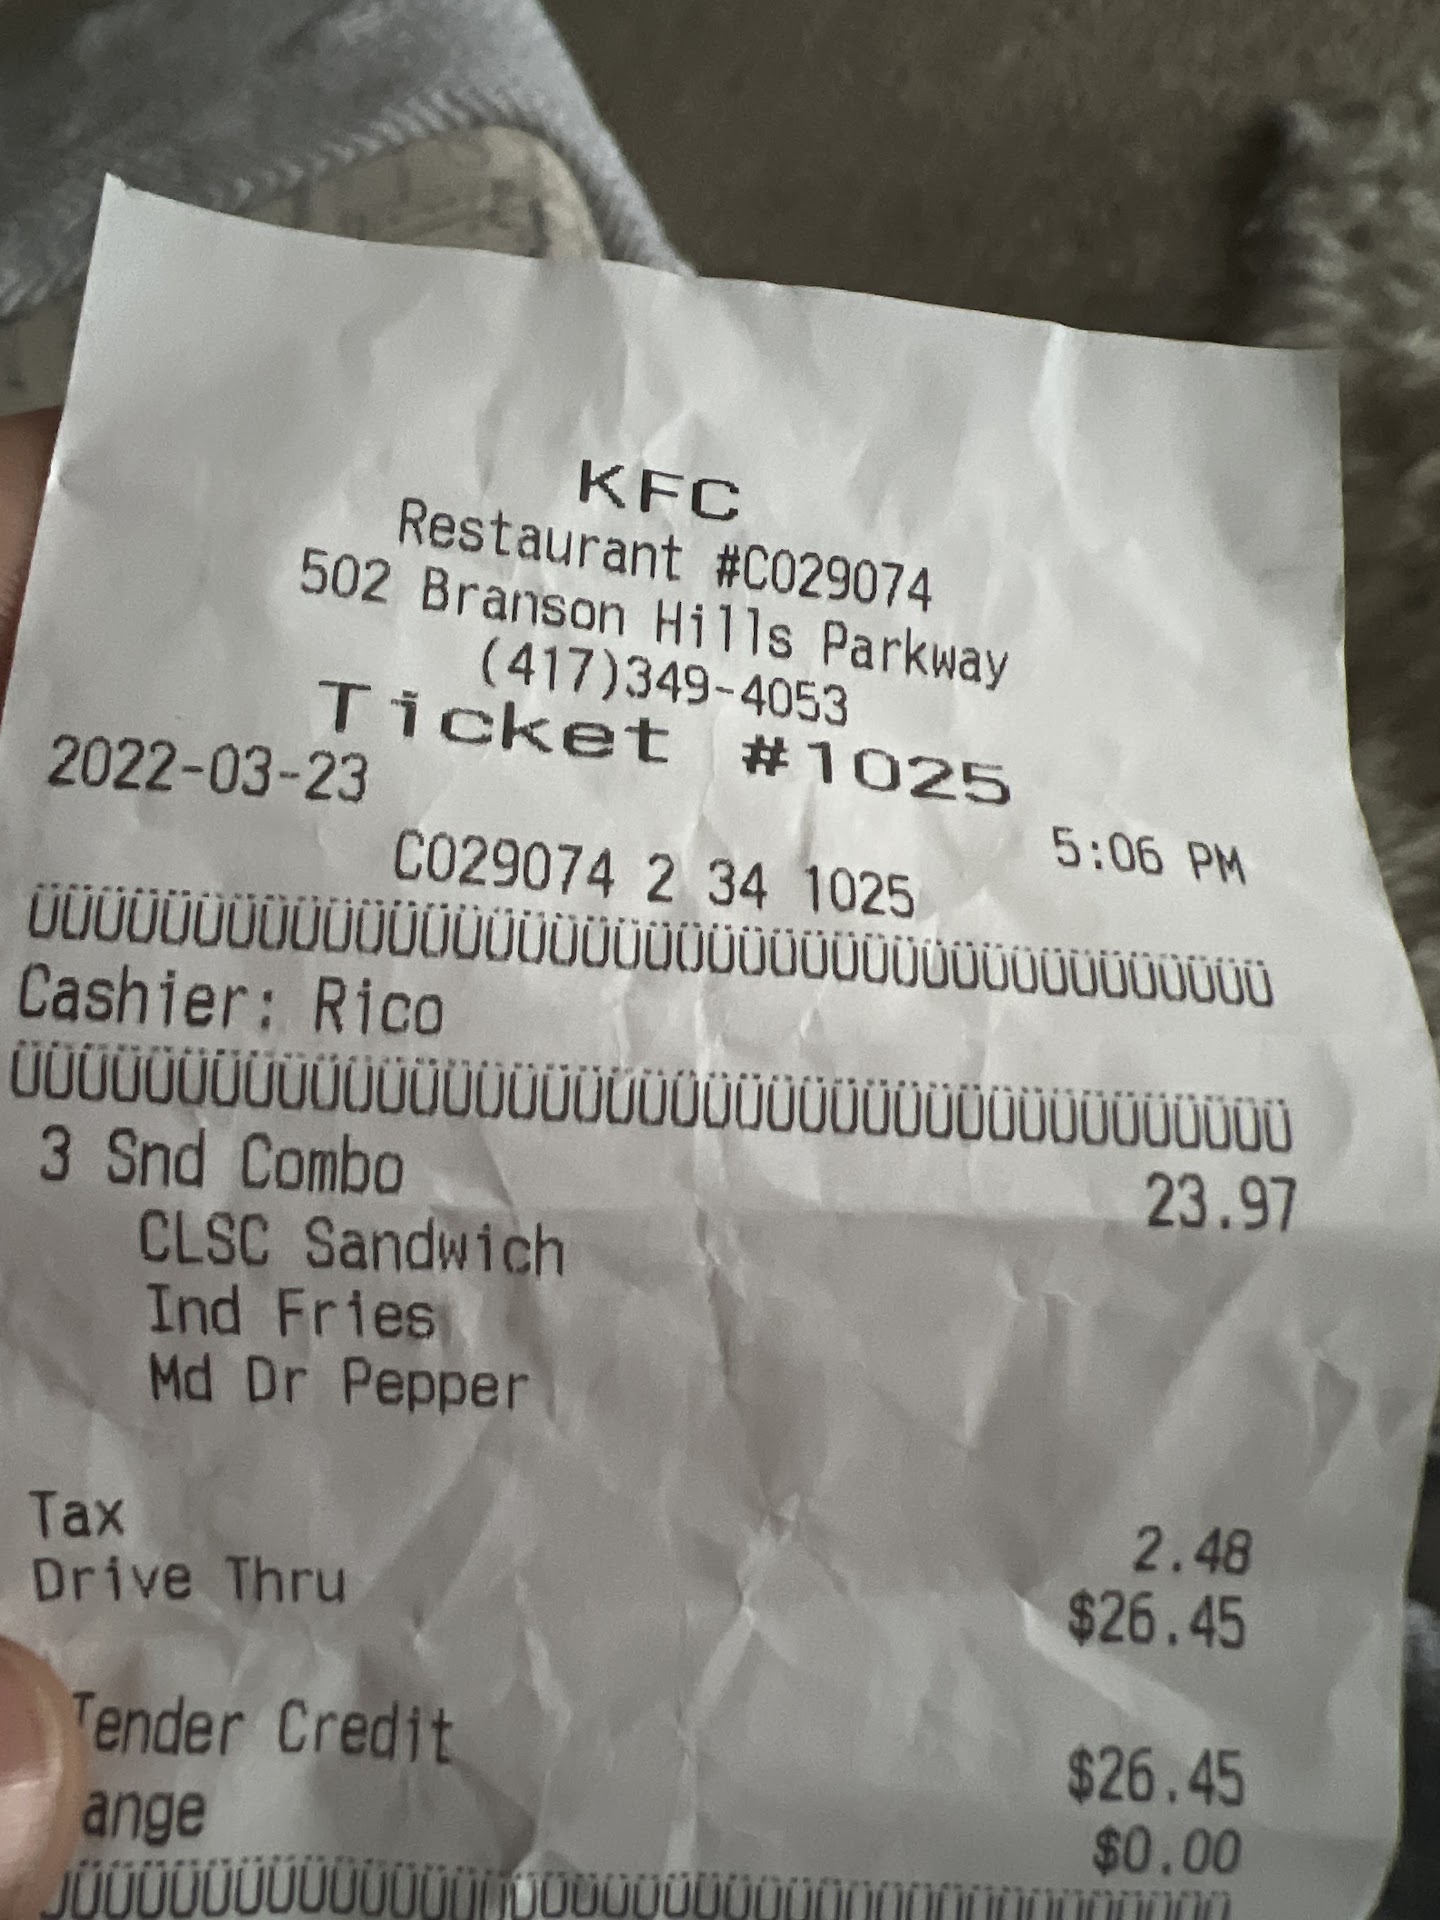 KFC
Restaurant #C029074
502 Branson Hills Parkway
(417)349-4053
Ticket #1025
2022-03-23 5:06 PM
C029074 2 34 1025
ÜÜÜÜÜÜÜÜÜÜÜÜÜÜÜÜÜÜÜÜÜÜÜÜÜÜÜÜÜÜÜÜÜÜÜÜÜÜÜÜ
Cashier: Rico
ÜÜÜÜÜÜÜÜÜÜÜÜÜÜÜÜÜÜÜÜÜÜÜÜÜÜÜÜÜÜÜÜÜÜÜÜÜÜÜÜ
3 Snd Combo 23.97
CLSC Sandwich
Ind Fries
Md Dr Pepper
Tax 2.48
Drive Thru $26.45
Tender Credit $26.45
ange $0.00
ÜÜÜÜÜÜÜÜÜÜÜÜÜÜÜÜÜÜÜÜÜÜÜÜÜÜÜÜÜÜÜÜÜÜÜÜÜÜ